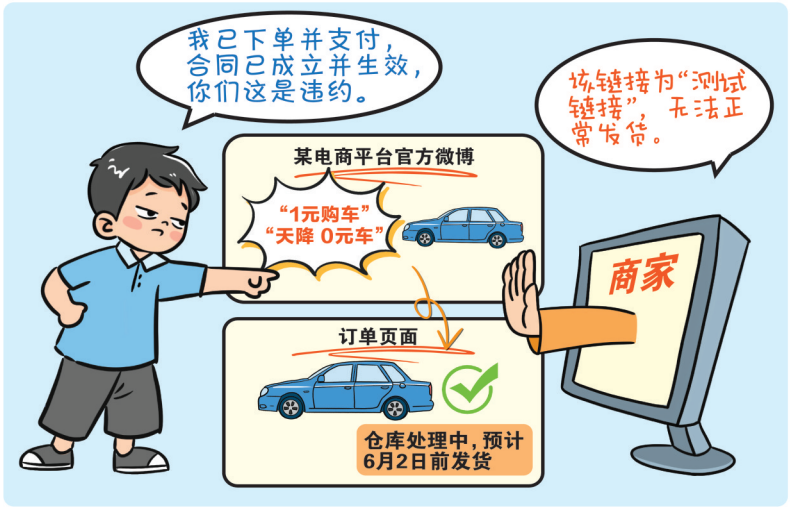 我已下单并支付，
合同已成立并生效，
你们这是违约。
该链接为“测试
链接”，无法正
常发货。
某电商平台官方微博
“1元购车”
“天降 0元车”
商家
订单页面
仓库处理中，预计
6月2日前发货